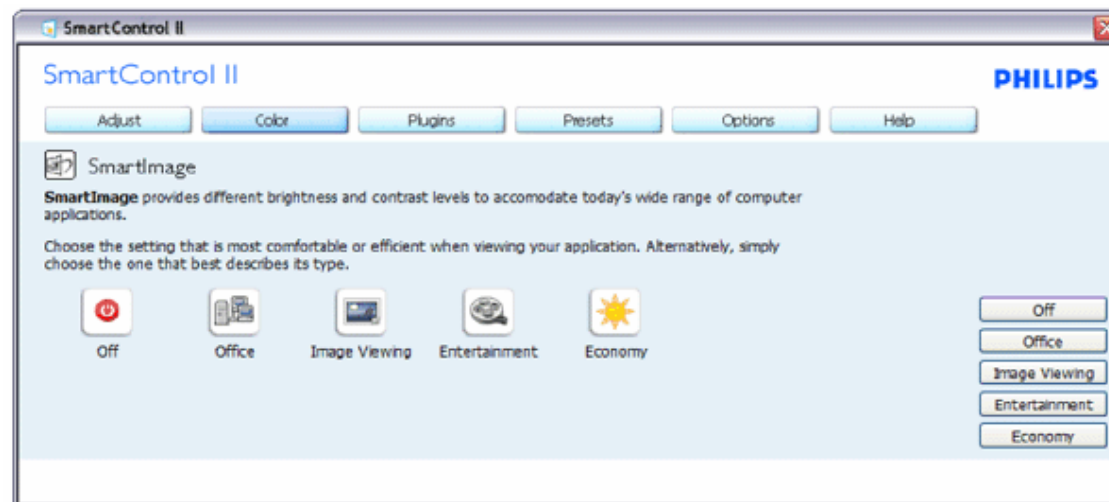 SmartControl II
SmartControl II
PHILIPS
Adjust
Color
Plugins
Presets
Options
Help
SmartImage
SmartImage provides different brightness and contrast levels to accomodate today's wide range of computer
applications.
Choose the setting that is most comfortable or efficient when viewing your application. Alternatively, simply
choose the one that best describes its type.
Off
Office
Image Viewing
Entertainment
Economy
Off
Office
Image Viewing
Entertainment
Economy